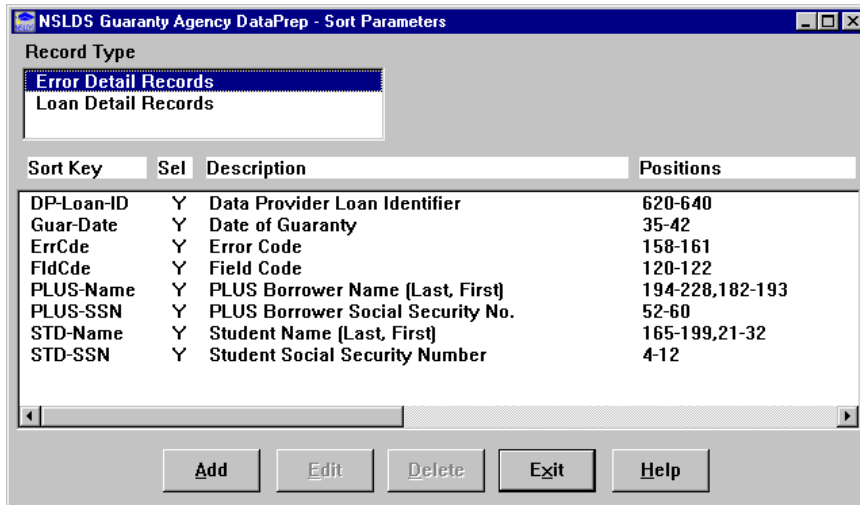 NSLDS Guaranty Agency DataPrep - Sort Parameters
Record Type
Error Detail Records
Loan Detail Records
Sort Key Sel Description Positions
DP-Loan-ID Y Data Provider Loan Identifier 620-640
Guar-Date Y Date of Guaranty 35-42
ErrCde Y Error Code 158-161
FldCde Y Field Code 120-122
PLUS-Name Y PLUS Borrower Name (Last, First) 194-228,182-193
PLUS-SSN Y PLUS Borrower Social Security No. 52-60
STD-Name Y Student Name (Last, First) 165-199,21-32
STD-SSN Y Student Social Security Number 4-12
Add Edit Delete Exit Help